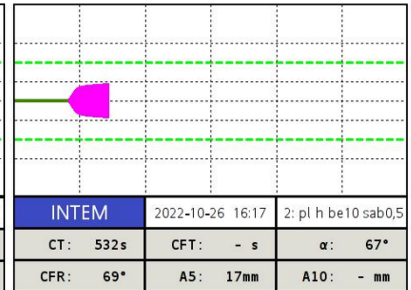 INTEM 2022-10-26 16:17 2: pl h be10 sab0,5
CT: 532s CFT: - s α: 67°
CFR: 69° A5: 17mm A10: - mm